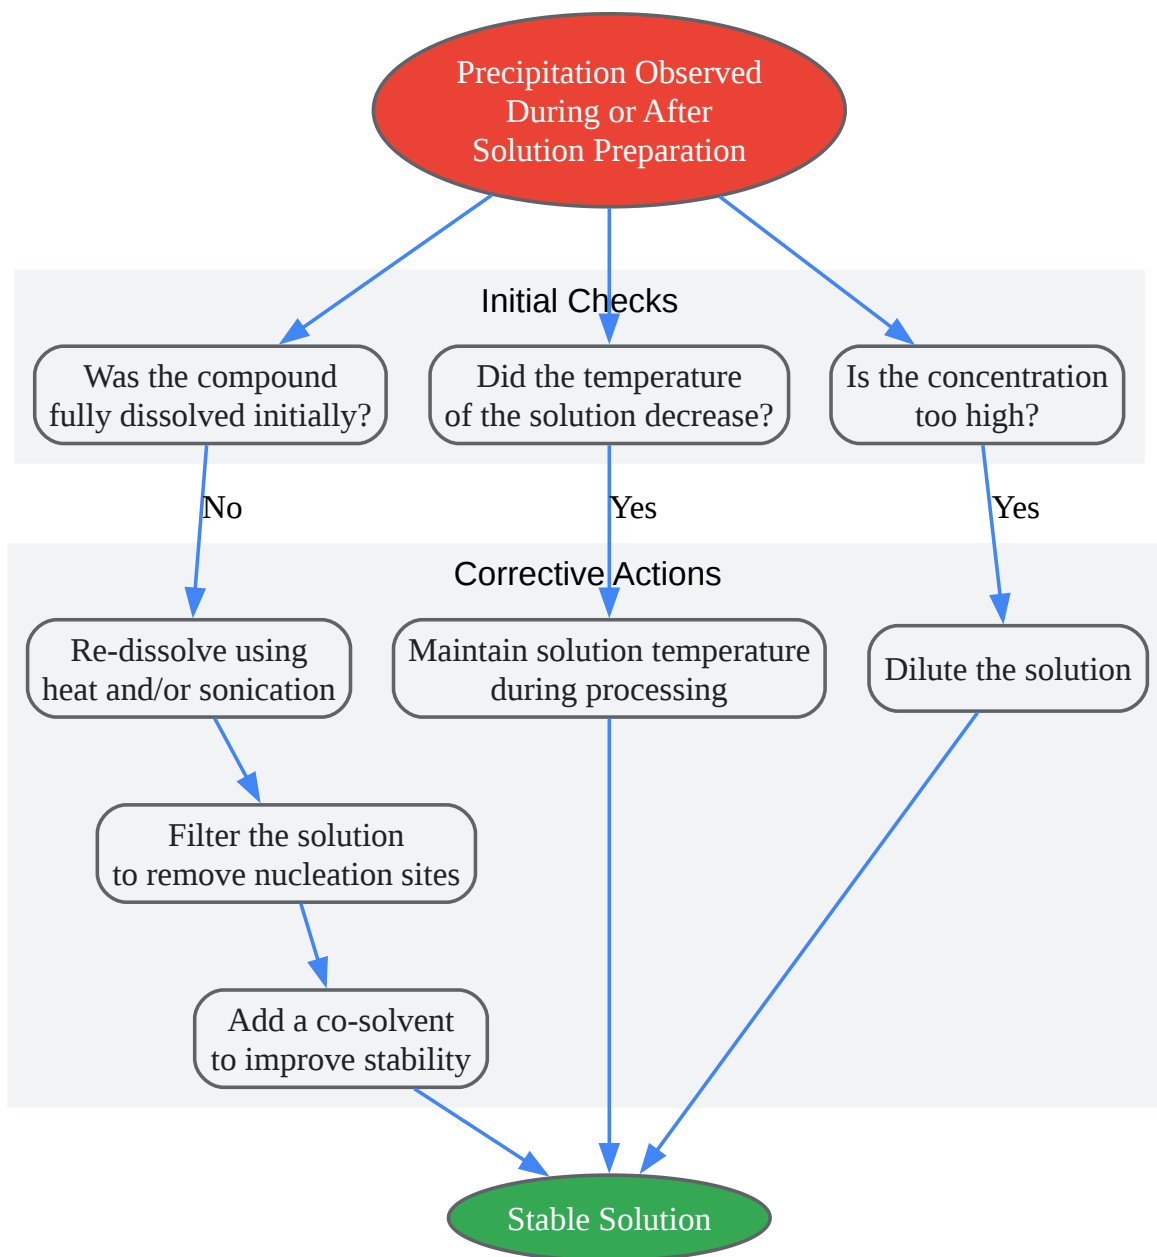 Precipitation Observed
During or After
Solution Preparation
Initial Checks
Was the compound
fully dissolved initially?
Did the temperature
of the solution decrease?
Is the concentration
too high?
No
Yes
Yes
Corrective Actions
Re-dissolve using
heat and/or sonication
Maintain solution temperature
during processing
Dilute the solution
Filter the solution
to remove nucleation sites
Add a co-solvent
to improve stability
Stable Solution